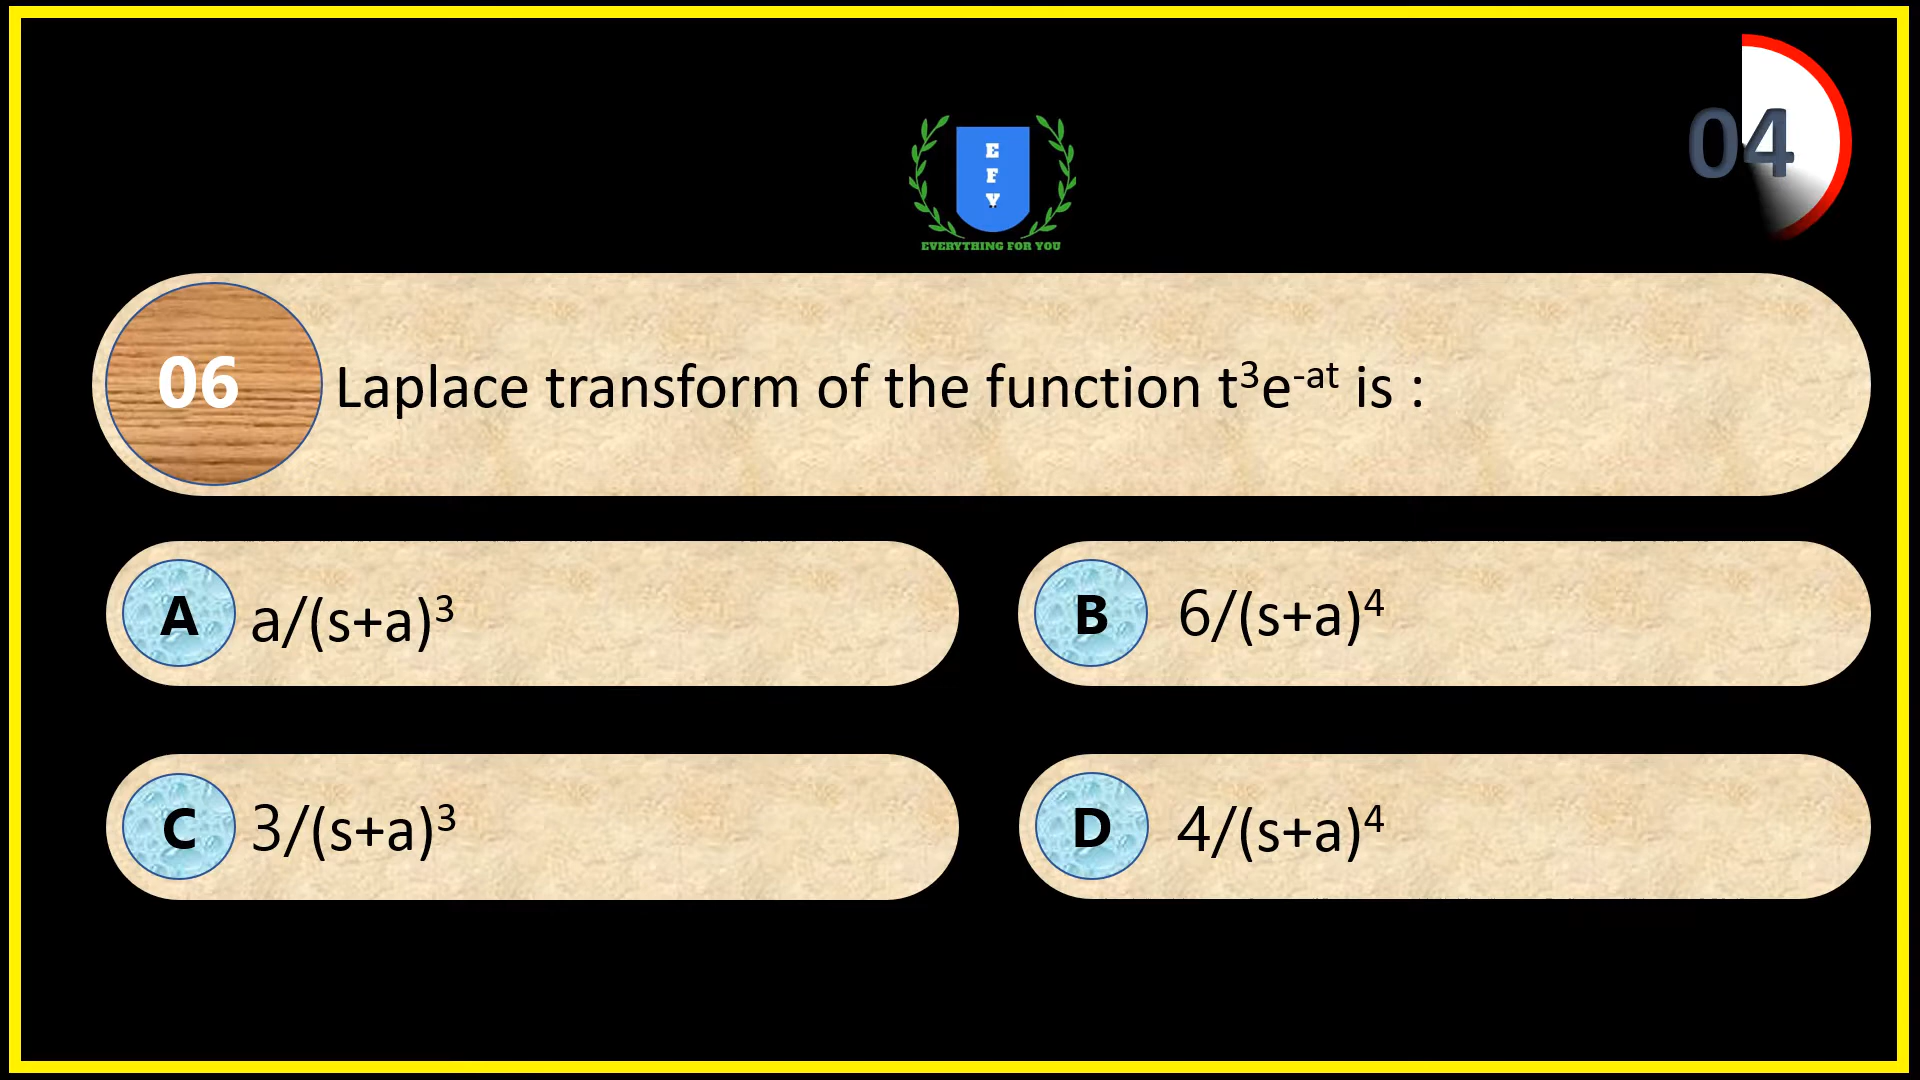 04
E
F
Y
EVERYTHING FOR YOU
06 Laplace transform of the function t³e⁻ᵃᵗ is :
A a/(s+a)³
B 6/(s+a)⁴
C 3/(s+a)³
D 4/(s+a)⁴